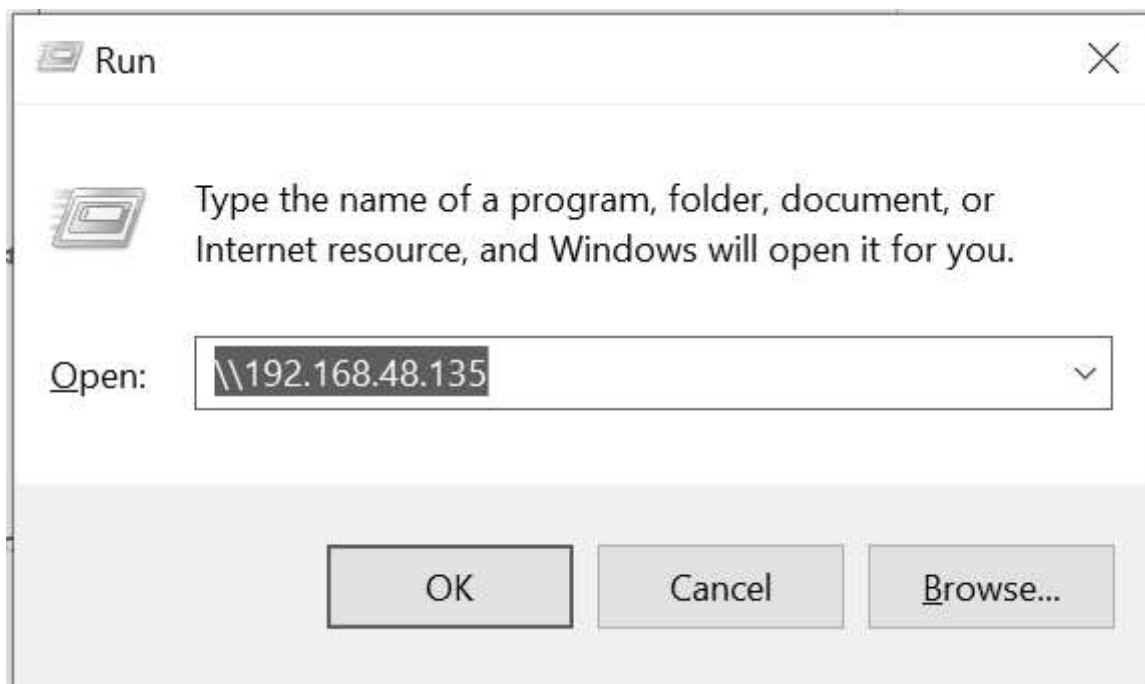 Run
Type the name of a program, folder, document, or
Internet resource, and Windows will open it for you.
Open: \\192.168.48.135
OK Cancel Browse...